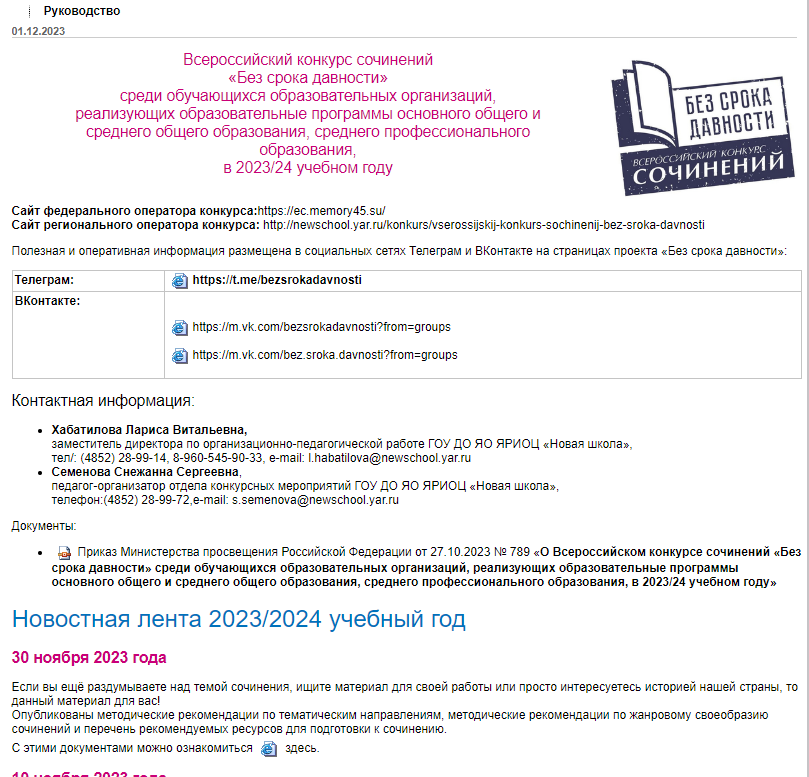 Руководство
01.12.2023
Всероссийский конкурс сочинений
«Без срока давности»
среди обучающихся образовательных организаций,
реализующих образовательные программы основного общего и
среднего общего образования, среднего профессионального
образования,
в 2023/24 учебном году
БЕЗ СРОКА
ДАВНОСТИ
ВСЕРОССИЙСКИЙ КОНКУРС
СОЧИНЕНИЙ
Сайт федерального оператора конкурса:https://ec.memory45.su/
Сайт регионального оператора конкурса: http://newschool.yar.ru/konkurs/vserossijskij-konkurs-sochinenij-bez-sroka-davnosti
Полезная и оперативная информация размещена в социальных сетях Телеграм и ВКонтакте на страницах проекта «Без срока давности»:
Телеграм: https://t.me/bezsrokadavnosti
ВКонтакте:
https://m.vk.com/bezsrokadavnosti?from=groups
https://m.vk.com/bez.sroka.davnosti?from=groups
Контактная информация:
• Хабатилова Лариса Витальевна,
заместитель директора по организационно-педагогической работе ГОУ ДО ЯО ЯРИОЦ «Новая школа»,
тел/: (4852) 28-99-14, 8-960-545-90-33, e-mail: l.habatilova@newschool.yar.ru
• Семенова Снежанна Сергеевна,
педагог-организатор отдела конкурсных мероприятий ГОУ ДО ЯО ЯРИОЦ «Новая школа»,
телефон:(4852) 28-99-72,e-mail: s.semenova@newschool.yar.ru
Документы:
• Приказ Министерства просвещения Российской Федерации от 27.10.2023 № 789 «О Всероссийском конкурсе сочинений «Без
срока давности» среди обучающихся образовательных организаций, реализующих образовательные программы
основного общего и среднего общего образования, среднего профессионального образования, в 2023/24 учебном году»
Новостная лента 2023/2024 учебный год
30 ноября 2023 года
Если вы ещё раздумываете над темой сочинения, ищите материал для своей работы или просто интересуетесь историей нашей страны, то
данный материал для вас!
Опубликованы методические рекомендации по тематическим направлениям, методические рекомендации по жанровому своеобразию
сочинений и перечень рекомендуемых ресурсов для подготовки к сочинению.
С этими документами можно ознакомиться здесь.